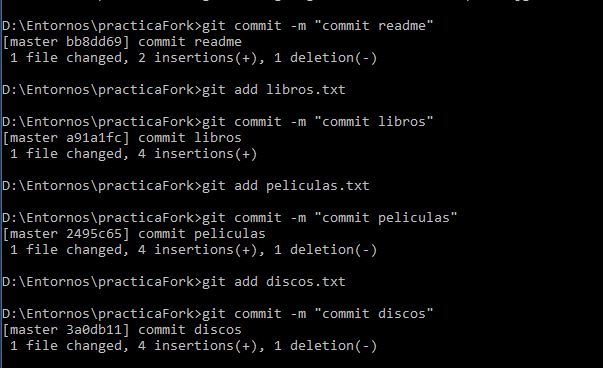 D:\Entornos\practicaFork>git commit -m "commit readme"
[master bb8dd69] commit readme
 1 file changed, 2 insertions(+), 1 deletion(-)
D:\Entornos\practicaFork>git add libros.txt
D:\Entornos\practicaFork>git commit -m "commit libros"
[master a91a1fc] commit libros
 1 file changed, 4 insertions(+)
D:\Entornos\practicaFork>git add peliculas.txt
D:\Entornos\practicaFork>git commit -m "commit peliculas"
[master 2495c65] commit peliculas
 1 file changed, 4 insertions(+), 1 deletion(-)
D:\Entornos\practicaFork>git add discos.txt
D:\Entornos\practicaFork>git commit -m "commit discos"
[master 3a0db11] commit discos
 1 file changed, 4 insertions(+), 1 deletion(-)